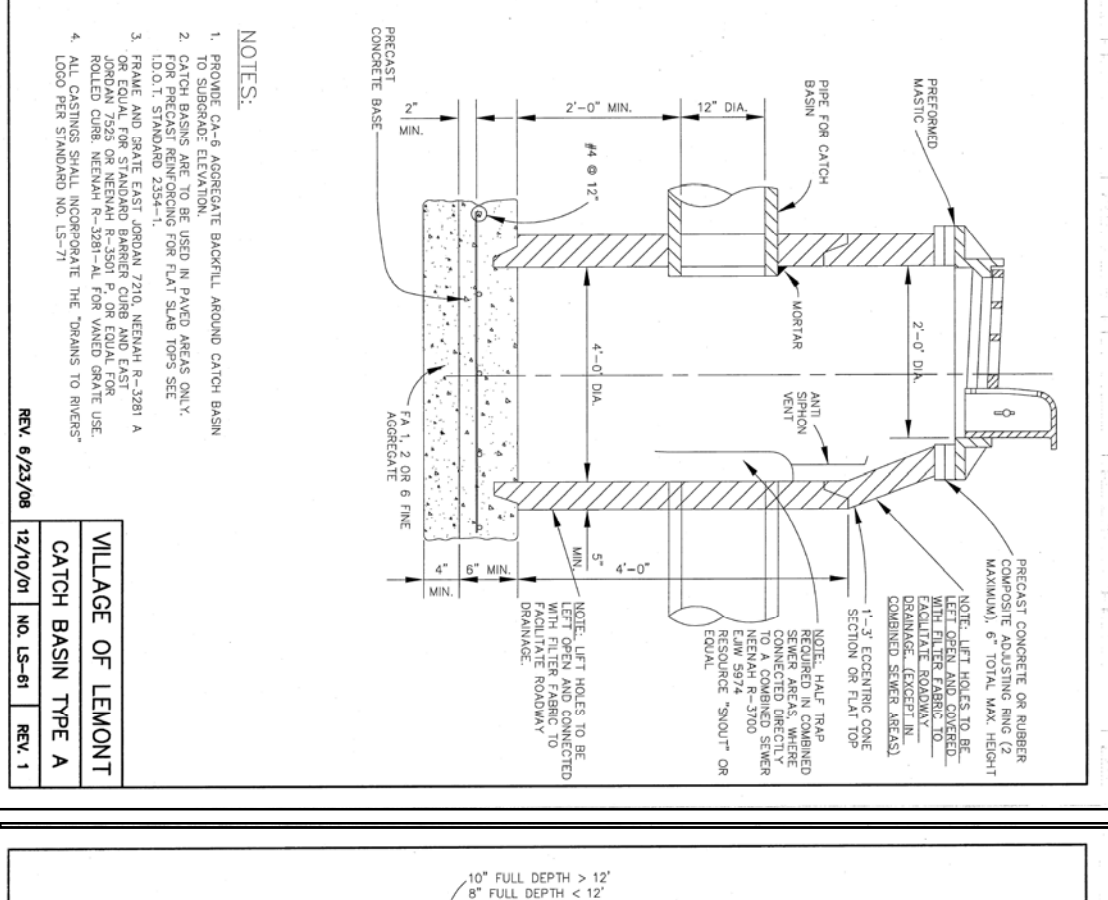 PREFORMED
MASTIC
PIPE FOR CATCH
BASIN
PRECAST
CONCRETE BASE
2"
MIN.
2'-0" MIN.
12" DIA.
#4 @ 12"
MORTAR
2'-0" DIA.
4'-0" DIA.
ANTI
SIPHON
VENT
FA 1, 2 OR 6 FINE
AGGREGATE
4"
MIN.
6" MIN.
5"
MIN.
4'-0"
PRECAST CONCRETE OR RUBBER
COMPOSITE ADJUSTING RING (2
MAXIMUM), 6" TOTAL MAX. HEIGHT
NOTE: LIFT HOLES TO BE
LEFT OPEN AND COVERED
WITH FILTER FABRIC TO
FACILITATE ROADWAY
DRAINAGE. (EXCEPT IN
COMBINED SEWER AREAS)
1'-3" ECCENTRIC CONE
SECTION OR FLAT TOP
NOTE: HALF TRAP
REQUIRED IN COMBINED
SEWER AREAS, WHERE
CONNECTED DIRECTLY
TO A COMBINED SEWER
NEENAH R-3700
EJIW 5974
RESOURCE "SNOUT" OR
EQUAL
NOTE: LIFT HOLES TO BE
LEFT OPEN AND CONNECTED
WITH FILTER FABRIC TO
FACILITATE ROADWAY
DRAINAGE.
NOTES:
1. PROVIDE CA-6 AGGREGATE BACKFILL AROUND CATCH BASIN
TO SUBGRADE ELEVATION.
2. CATCH BASINS ARE TO BE USED IN PAVED AREAS ONLY.
FOR PRECAST REINFORCING FOR FLAT SLAB TOPS SEE
I.D.O.T. STANDARD 2354-1.
3. FRAME AND GRATE EAST JORDAN 7210, NEENAH R-3281 A
OR EQUAL FOR STANDARD BARRIER CURB AND EAST
JORDAN 7525 OR NEENAH R-3501 P, OR EQUAL FOR
ROLLED CURB. NEENAH R-3281-AL FOR VANED GRATE USE.
4. ALL CASTINGS SHALL INCORPORATE THE "DRAINS TO RIVERS"
LOGO PER STANDARD NO. LS-71
VILLAGE OF LEMONT
CATCH BASIN TYPE A
REV. 6/23/08
12/10/01
NO. LS-61
REV. 1
10" FULL DEPTH > 12'
8" FULL DEPTH < 12'